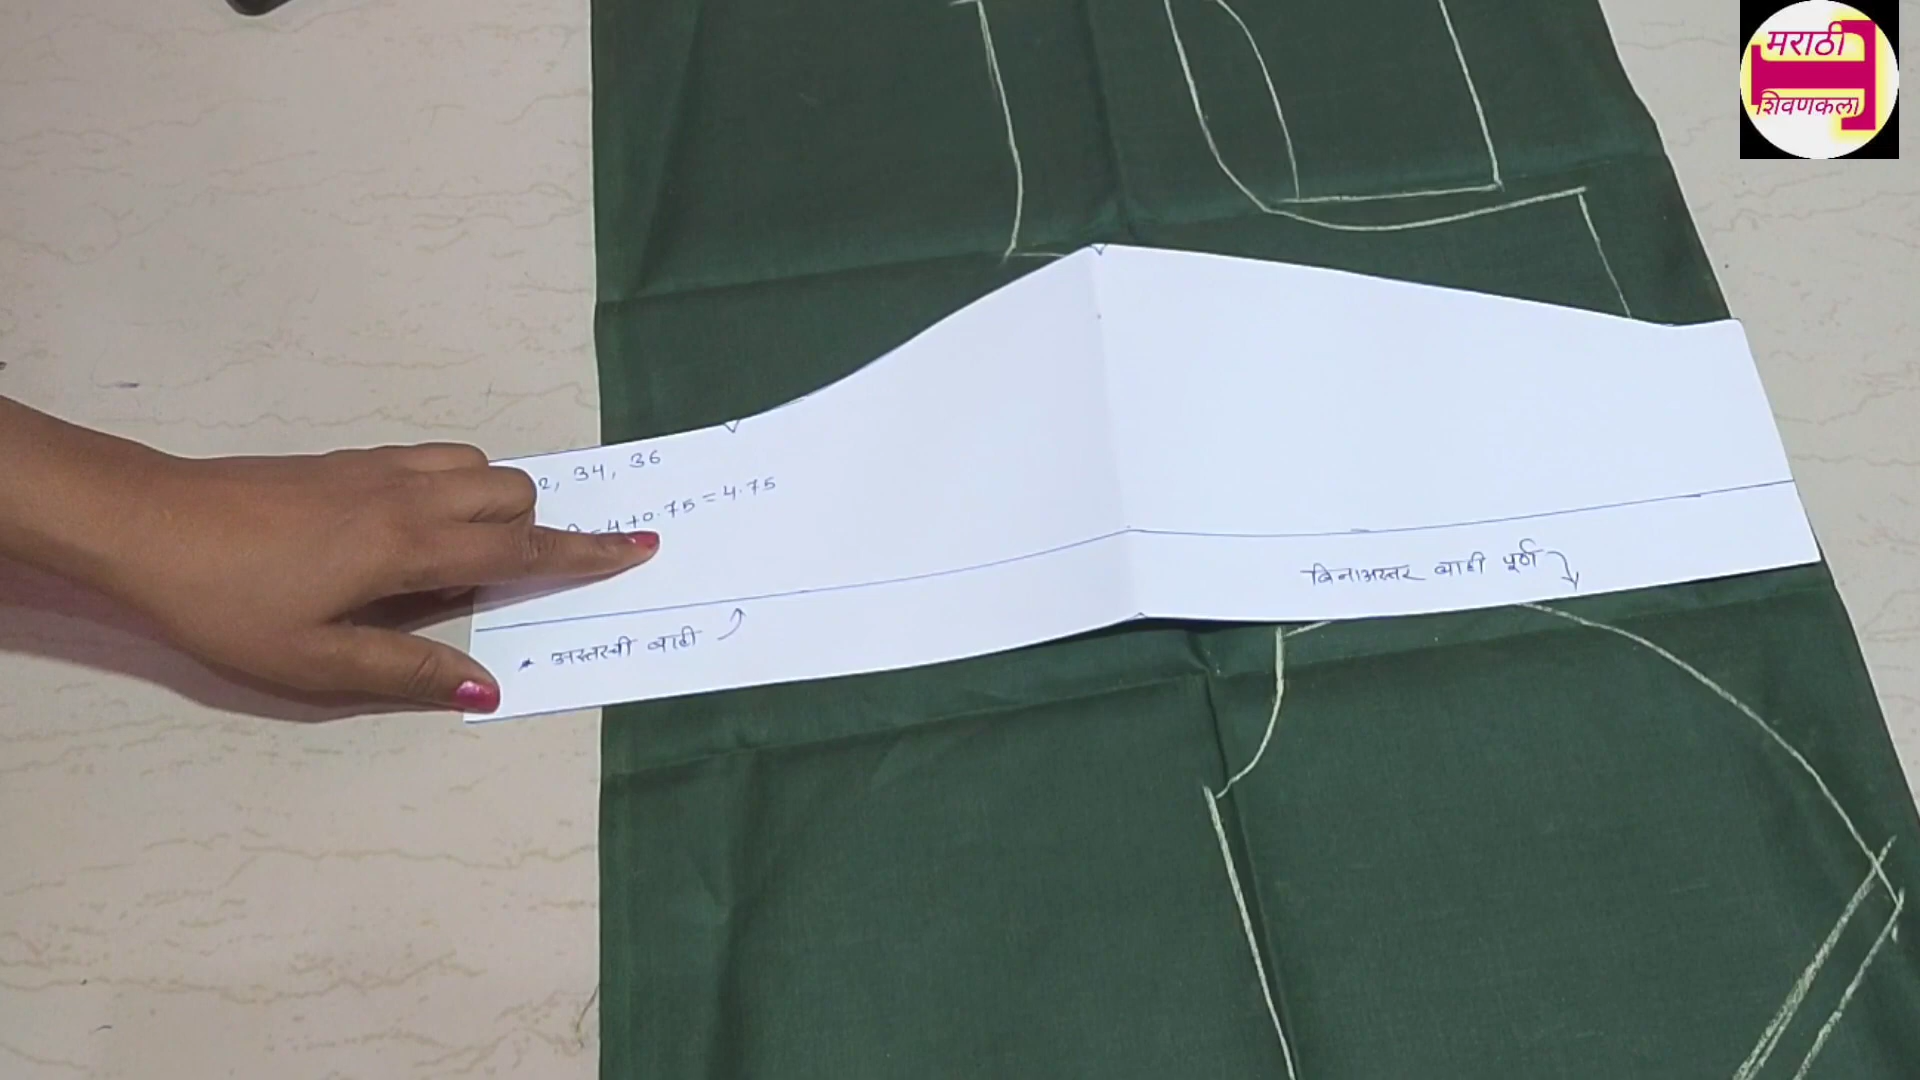 मराठी
शिवणकला
2, 34, 36
=4+0.75=4.75
* अस्तरची बाही
बिनाअस्तर बाही पूर्ण